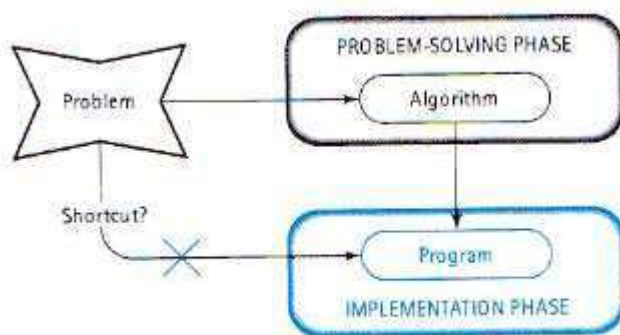 PROBLEM-SOLVING PHASE
Problem
Algorithm
Shortcut?
Program
IMPLEMENTATION PHASE